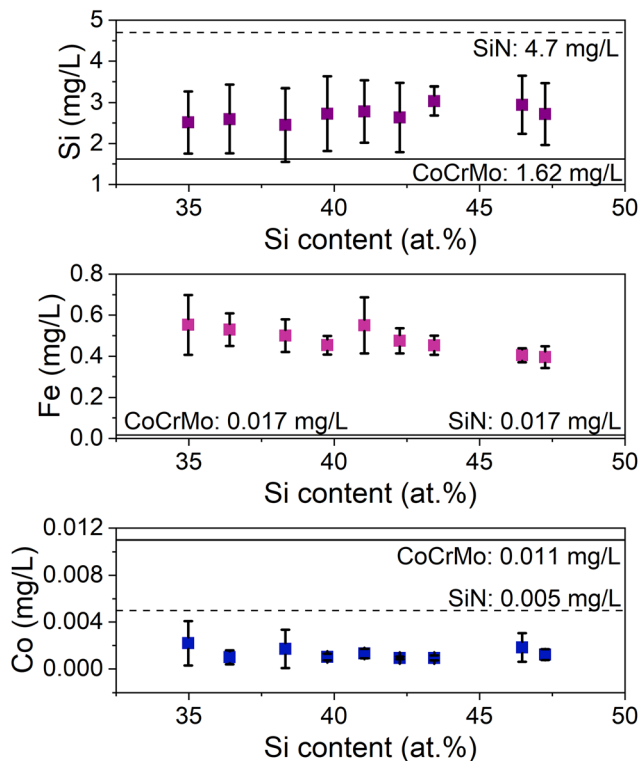 5
4
3
2
1
Si (mg/L)
SiN: 4.7 mg/L
CoCrMo: 1.62 mg/L
35 40 45 50
Si content (at.%)
0.8
0.6
0.4
0.2
0.0
Fe (mg/L)
CoCrMo: 0.017 mg/L SiN: 0.017 mg/L
35 40 45 50
Si content (at.%)
0.012
0.008
0.004
0.000
Co (mg/L)
CoCrMo: 0.011 mg/L
SiN: 0.005 mg/L
35 40 45 50
Si content (at.%)